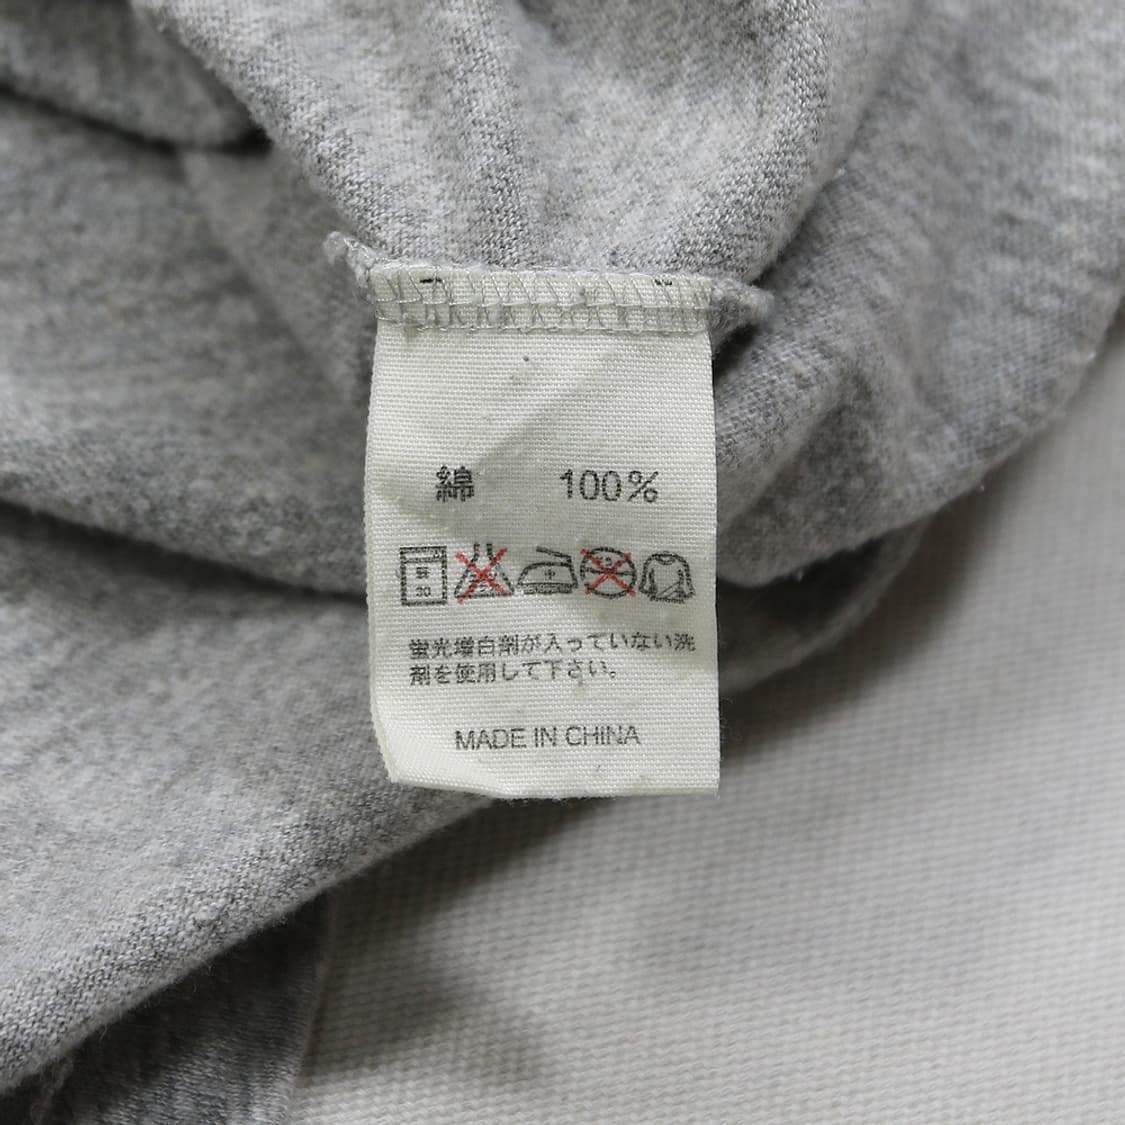 綿 100%
30
蛍光増白剤が入っていない洗
剤を使用して下さい。
MADE IN CHINA